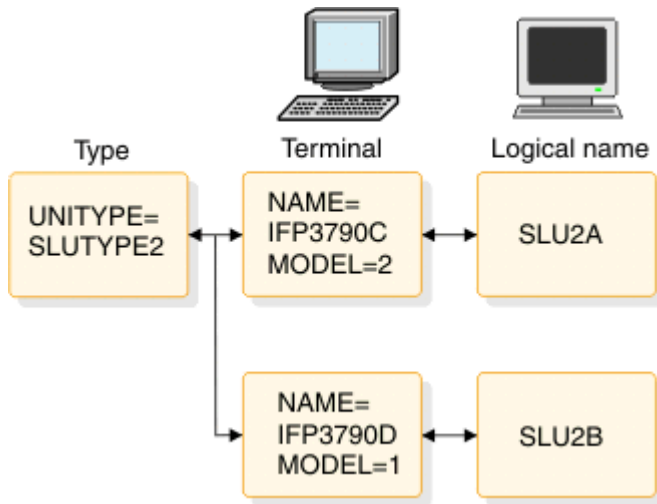 Type
Terminal
Logical name
UNITYPE=
SLUTYPE2
NAME=
IFP3790C
MODEL=2
SLU2A
NAME=
IFP3790D
MODEL=1
SLU2B